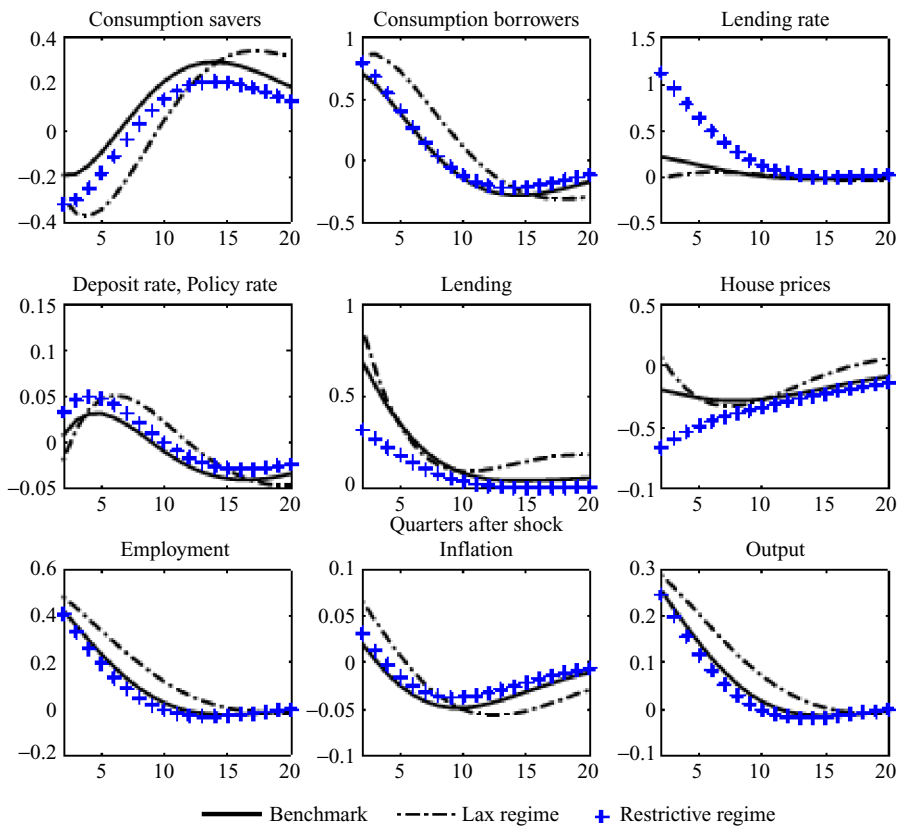 Consumption savers
0.4
0.2
0
−0.2
−0.4
5 10 15 20
Consumption borrowers
1
0.5
0
−0.5
5 10 15 20
Lending rate
1.5
1
0.5
0
−0.5
5 10 15 20
Deposit rate, Policy rate
0.15
0.1
0.05
0
−0.05
5 10 15 20
Lending
1
0.5
0
5 10 15 20
House prices
0.5
0
−0.5
−0.1
5 10 15 20
Quarters after shock
Employment
0.6
0.4
0.2
0
−0.2
5 10 15 20
Inflation
0.1
0.05
0
−0.05
−0.1
5 10 15 20
Output
0.3
0.2
0.1
0
−0.1
5 10 15 20
Benchmark Lax regime Restrictive regime